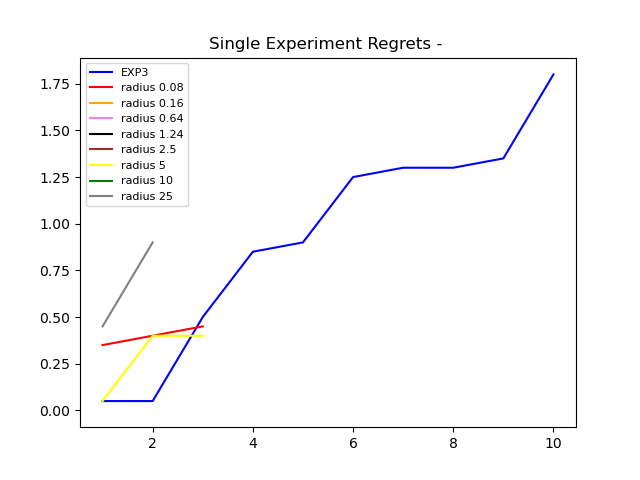 Single Experiment Regrets -
EXP3
radius 0.08
radius 0.16
radius 0.64
radius 1.24
radius 2.5
radius 5
radius 10
radius 25
1.75
1.50
1.25
1.00
0.75
0.50
0.25
0.00
2 4 6 8 10